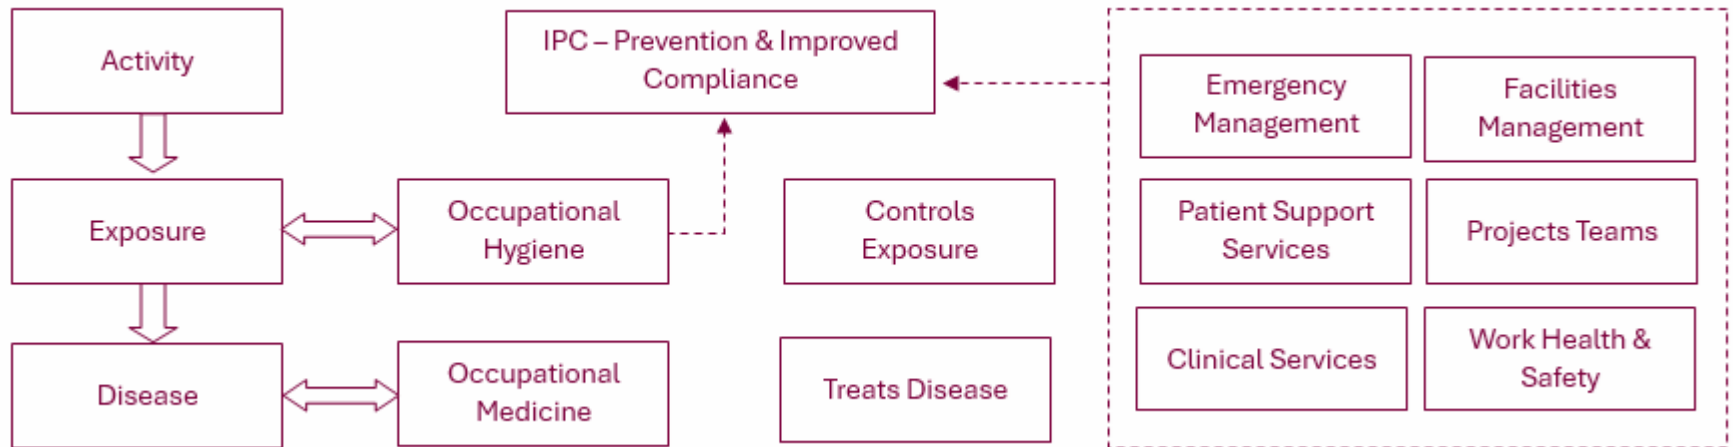 Activity
IPC – Prevention & Improved
Compliance
Emergency
Management
Facilities
Management
Exposure
Occupational
Hygiene
Controls
Exposure
Patient Support
Services
Projects Teams
Disease
Occupational
Medicine
Treats Disease
Clinical Services
Work Health &
Safety